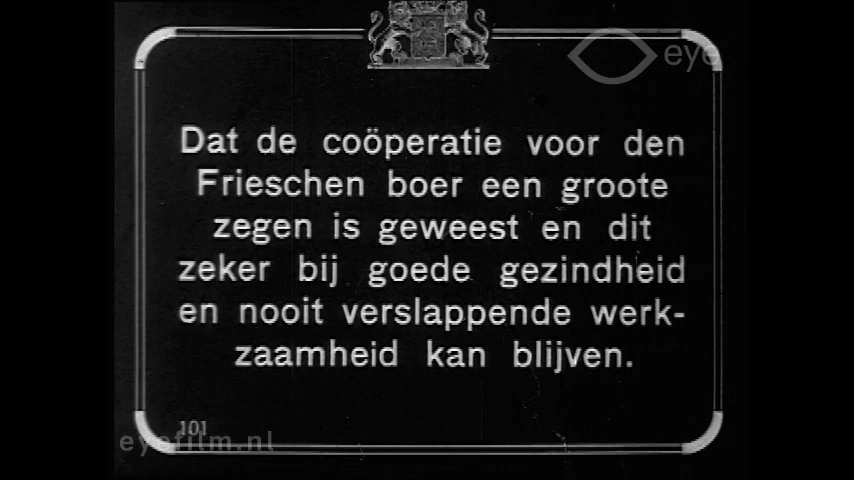 eye
Dat de coöperatie voor den
Frieschen boer een groote
zegen is geweest en dit
zeker bij goede gezindheid
en nooit verslappende werk-
zaamheid kan blijven.
101
eyefilm.nl